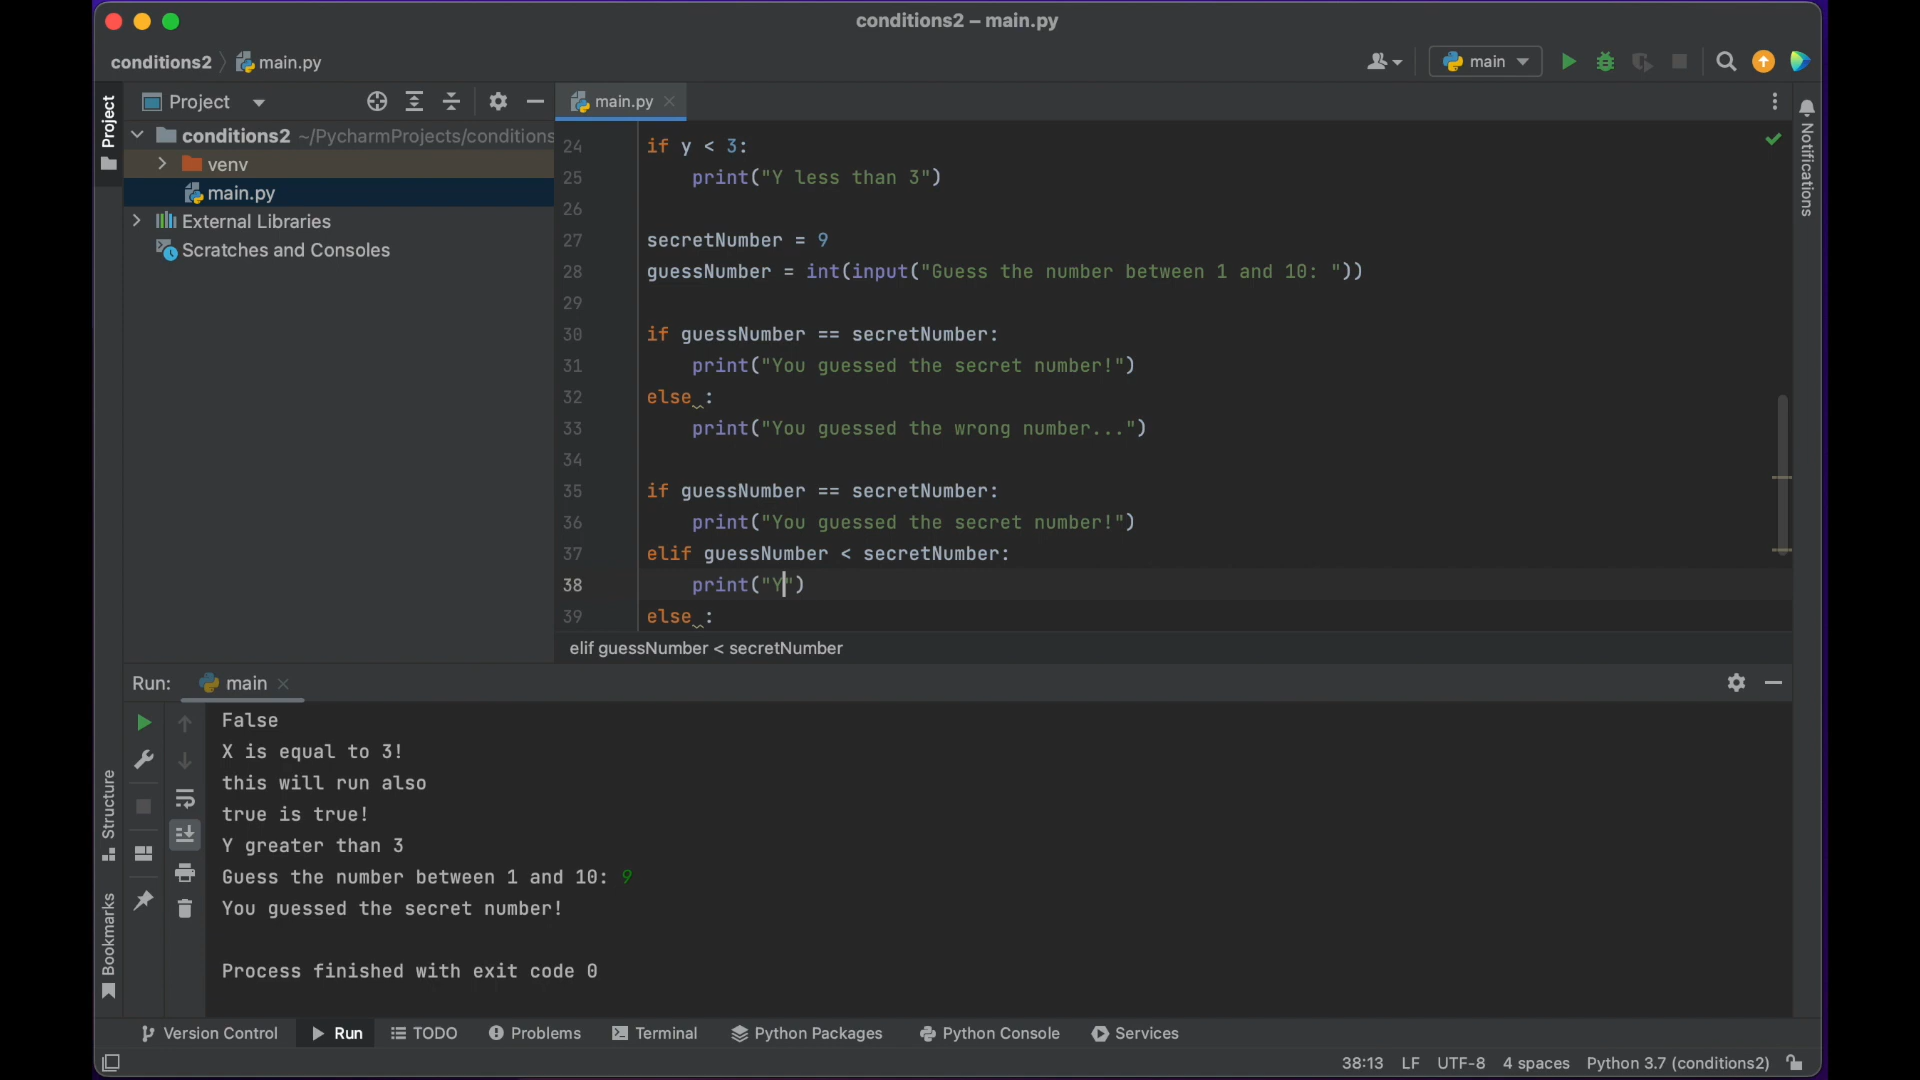 conditions2 – main.py
conditions2
main.py
main
Project
Project
conditions2 ~/PycharmProjects/conditions
venv
main.py
External Libraries
Scratches and Consoles
main.py
Notifications
24 if y < 3:
25 print("Y less than 3")
26
27 secretNumber = 9
28 guessNumber = int(input("Guess the number between 1 and 10: "))
29
30 if guessNumber == secretNumber:
31 print("You guessed the secret number!")
32 else :
33 print("You guessed the wrong number...")
34
35 if guessNumber == secretNumber:
36 print("You guessed the secret number!")
37 elif guessNumber < secretNumber:
38 print("Y")
39 else :
elif guessNumber < secretNumber
Run:
main
False
X is equal to 3!
this will run also
true is true!
Y greater than 3
Guess the number between 1 and 10: 9
You guessed the secret number!
Process finished with exit code 0
Structure
Bookmarks
Version Control
Run
TODO
Problems
Terminal
Python Packages
Python Console
Services
38:13 LF UTF-8 4 spaces Python 3.7 (conditions2)